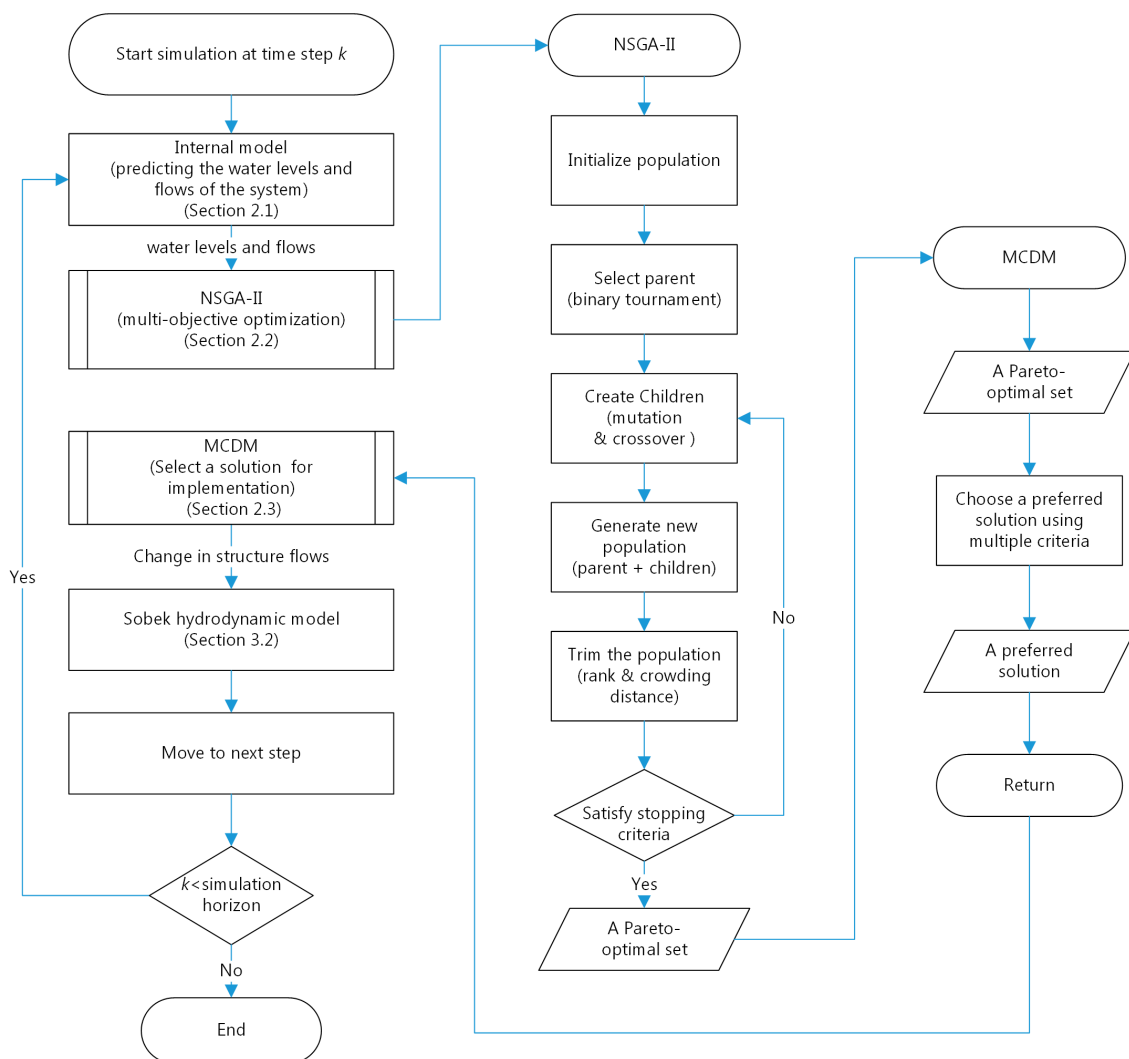 Start simulation at time step k
Internal model
(predicting the water levels and
flows of the system)
(Section 2.1)
water levels and flows
NSGA-II
(multi-objective optimization)
(Section 2.2)
MCDM
(Select a solution for
implementation)
(Section 2.3)
Change in structure flows
Yes
Sobek hydrodynamic model
(Section 3.2)
Move to next step
k<simulation
horizon
No
End
NSGA-II
Initialize population
Select parent
(binary tournament)
Create Children
(mutation
& crossover )
Generate new
population
(parent + children)
No
Trim the population
(rank & crowding
distance)
Satisfy stopping
criteria
Yes
A Pareto-
optimal set
MCDM
A Pareto-
optimal set
Choose a preferred
solution using
multiple criteria
A preferred
solution
Return